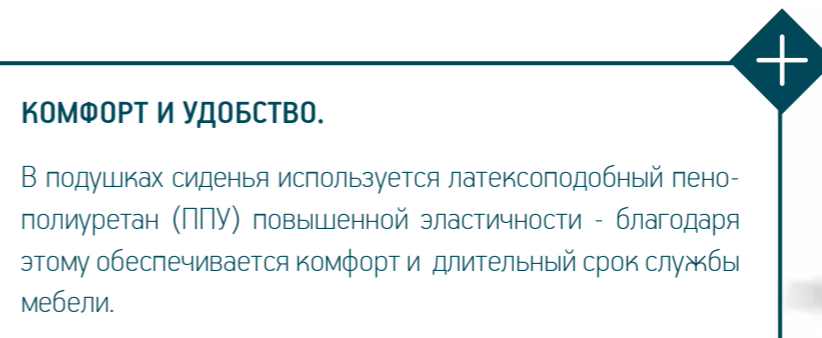 КОМФОРТ И УДОБСТВО.
В подушках сиденья используется латексоподобный пено-
полиуретан (ППУ) повышенной эластичности - благодаря
этому обеспечивается комфорт и длительный срок службы
мебели.